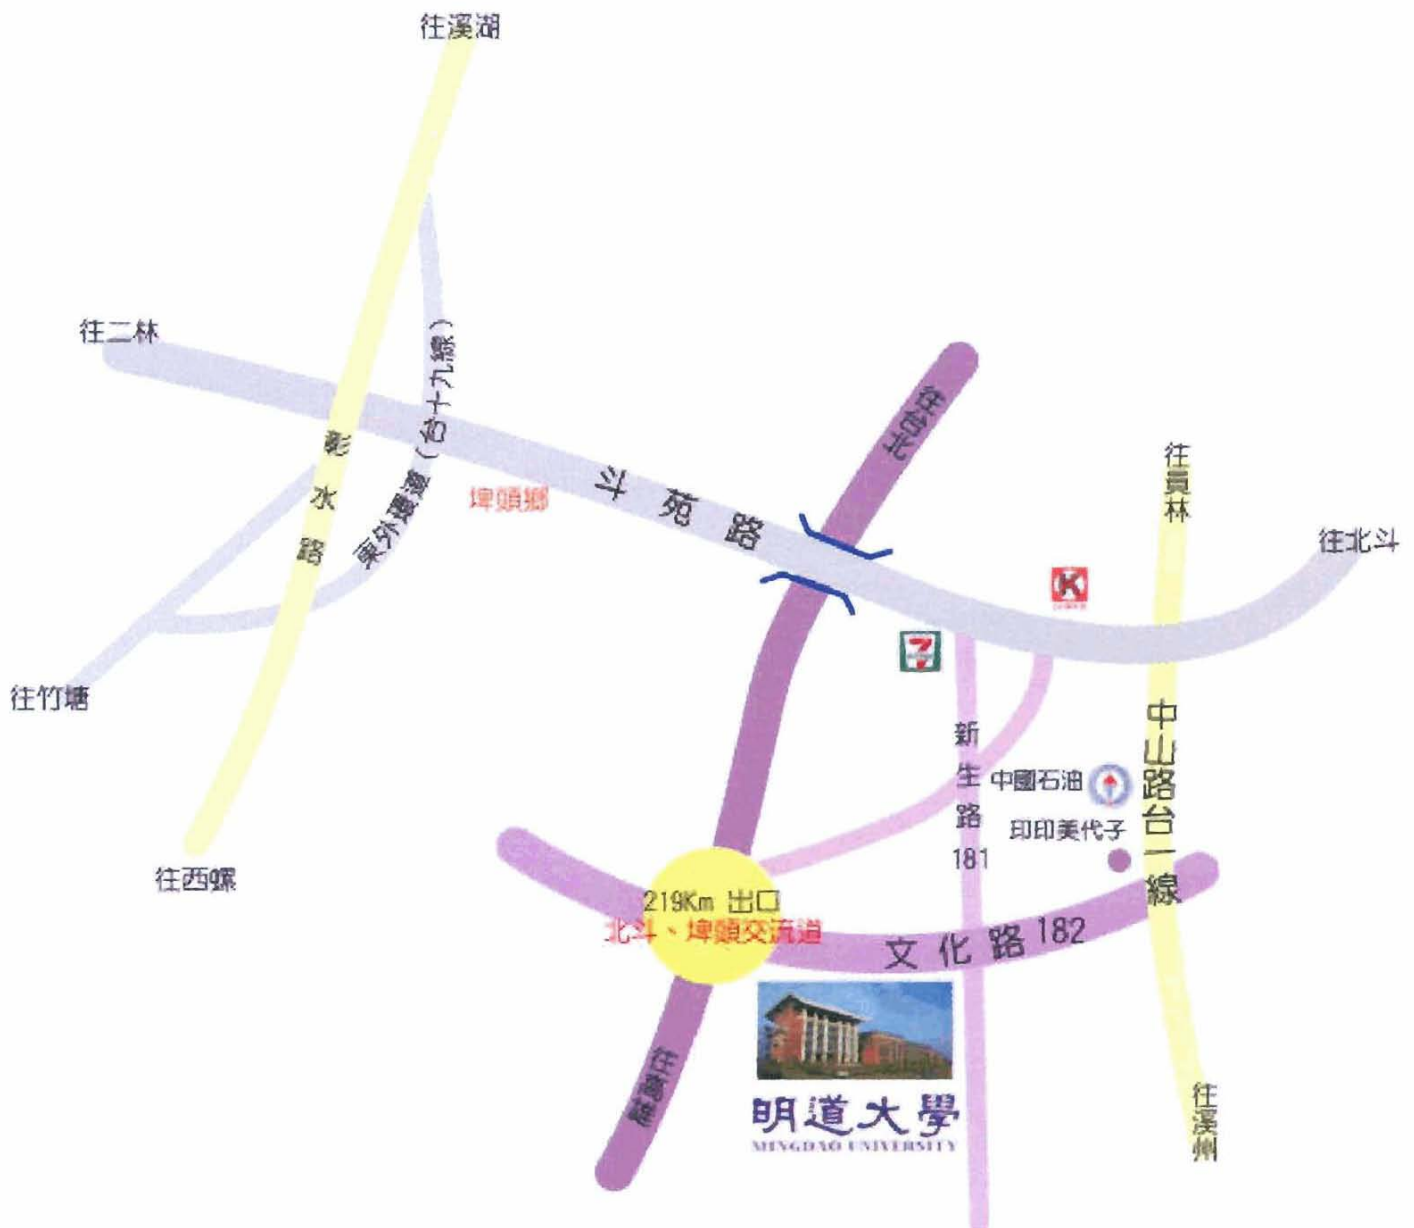 往溪湖
往二林
東外環道（台十九線）
彰水路
埤頭鄉
斗苑路
往台北
往員林
往北斗
K
7
往竹塘
新生路181
中國石油
中山路台一線
印印美代子
往西螺
219Km 出口
北斗、埤頭交流道
文化路182
往高雄
明道大學
MINGDAO UNIVERSITY
往溪州